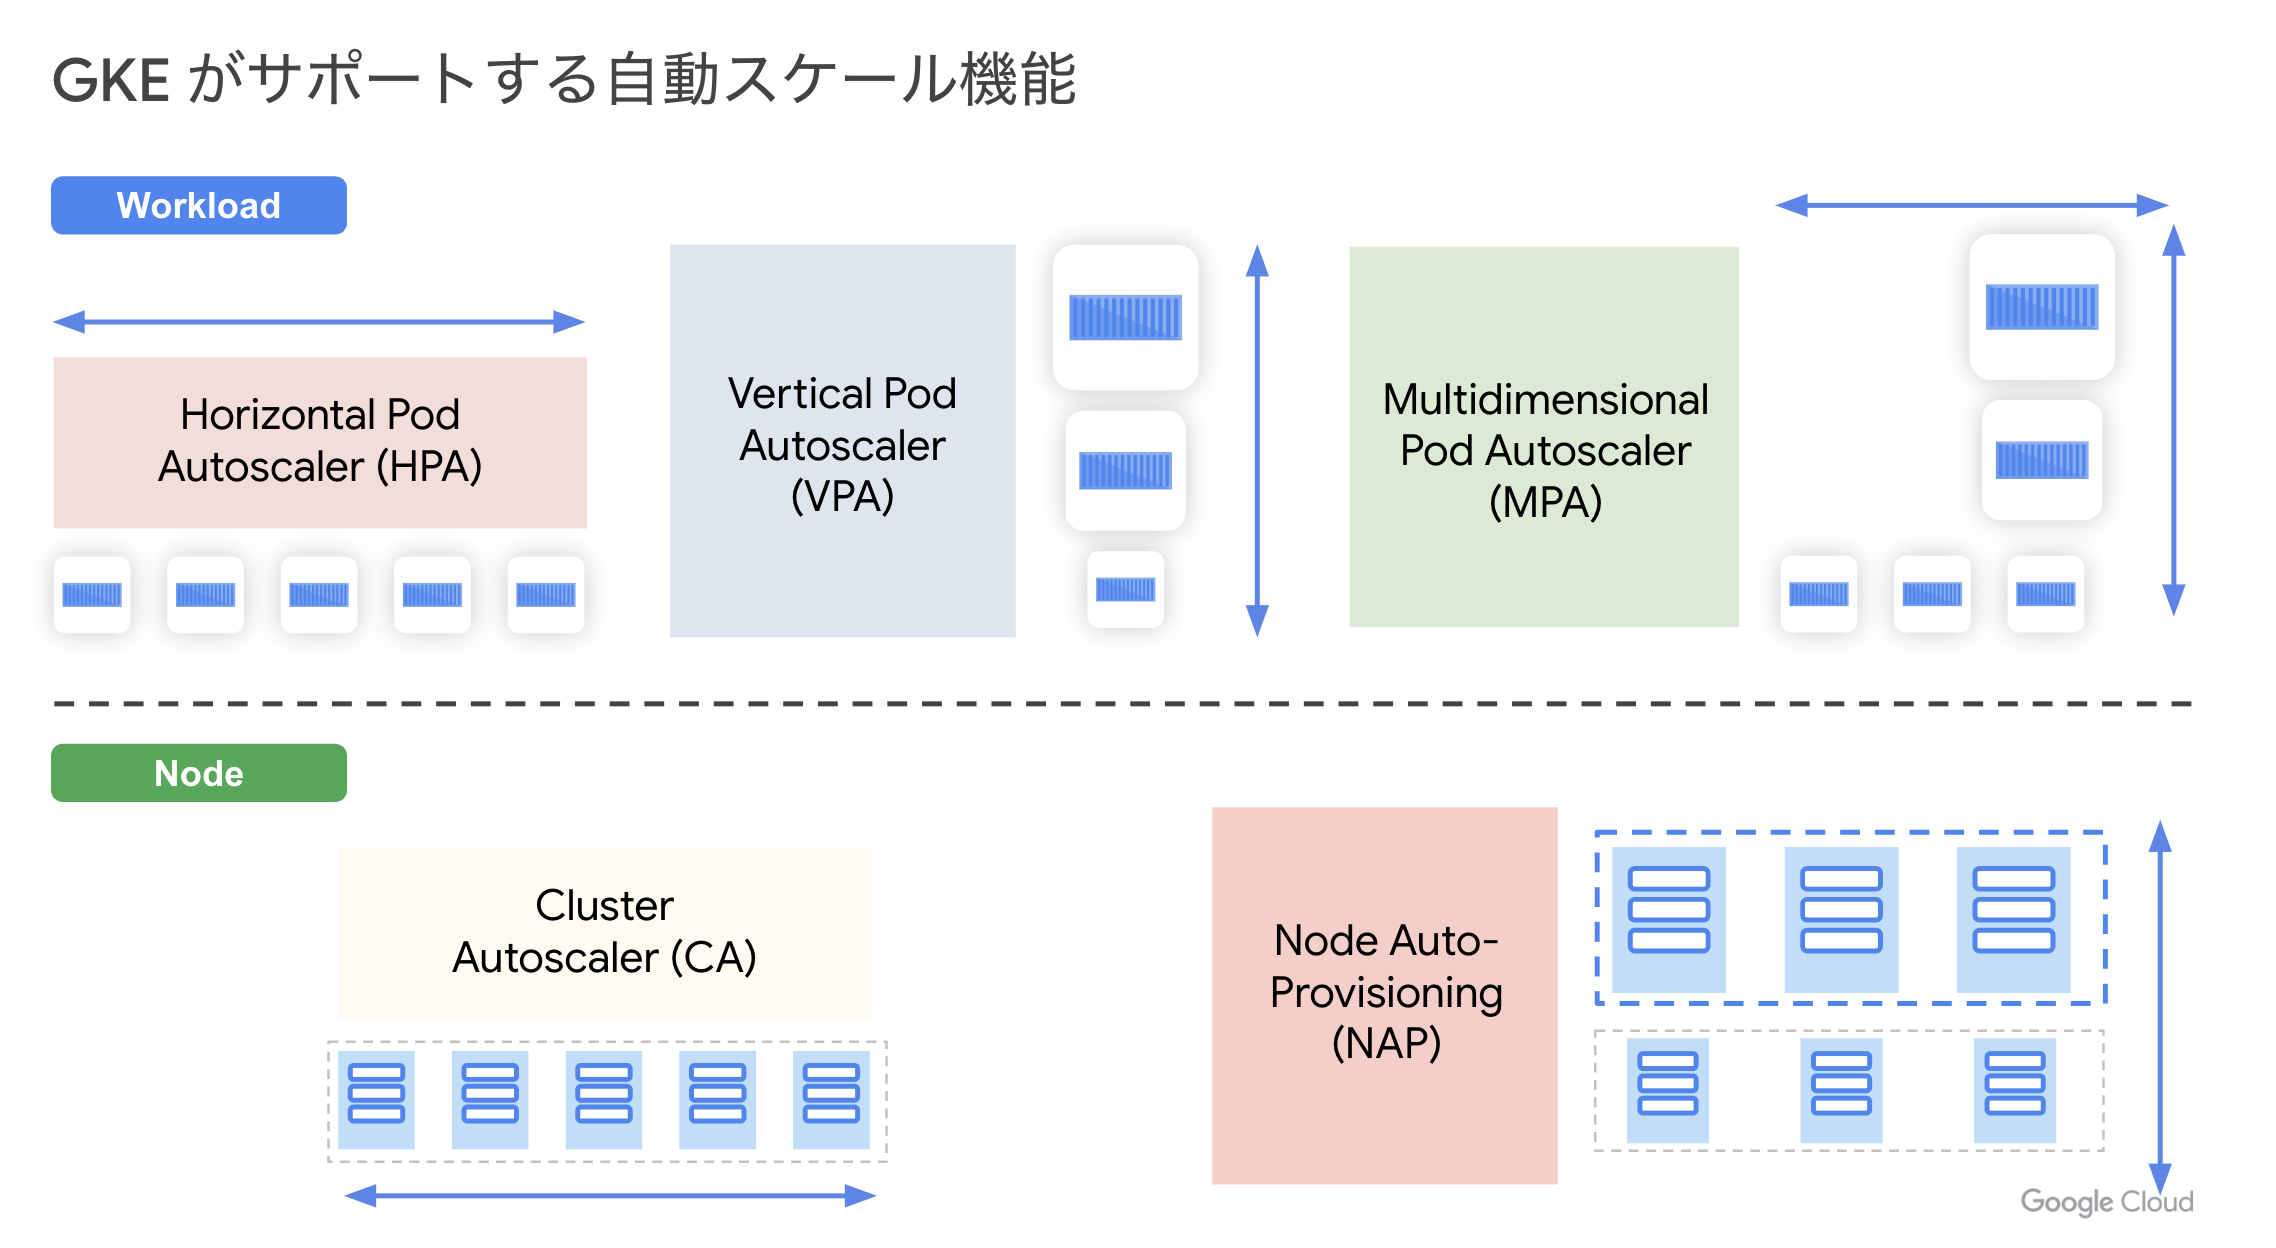 GKE がサポートする自動スケール機能
Workload
Horizontal Pod
Autoscaler (HPA)
Vertical Pod
Autoscaler
(VPA)
Multidimensional
Pod Autoscaler
(MPA)
Node
Cluster
Autoscaler (CA)
Node Auto-
Provisioning
(NAP)
Google Cloud